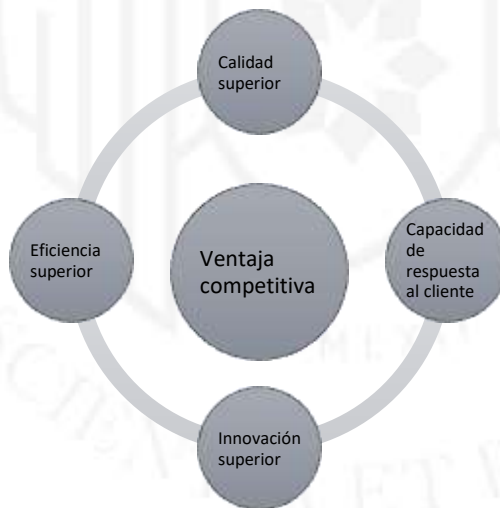 Calidad
superior
Eficiencia
superior
Ventaja
competitiva
Capacidad
de
respuesta
al cliente
Innovación
superior